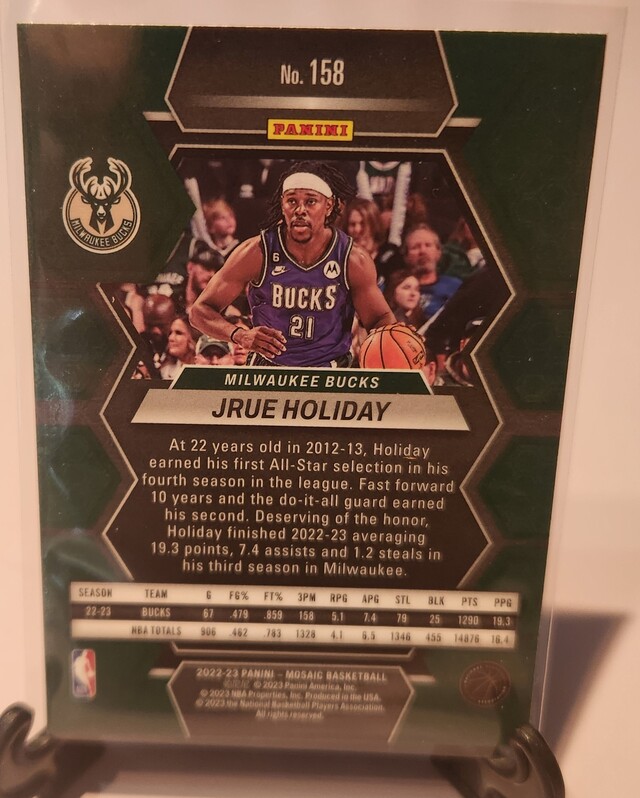 No. 158
PANINI
MILWAUKEE BUCKS
6
BUCKS
21
MILWAUKEE BUCKS
JRUE HOLIDAY
At 22 years old in 2012-13, Holiday
earned his first All-Star selection in his
fourth season in the league. Fast forward
10 years and the do-it-all guard earned
his second. Deserving of the honor,
Holiday finished 2022-23 averaging
19.3 points, 7.4 assists and 1.2 steals in
his third season in Milwaukee.
SEASON TEAM G FG% FT% 3PM RPG APG STL BLK PTS PPG
22-23 BUCKS 67 .479 .859 158 5.1 7.4 79 25 1290 19.3
NBA TOTALS 906 .462 .783 1328 4.1 6.5 1346 455 14876 16.4
2022-23 PANINI – MOSAIC BASKETBALL
© 2023 Panini America, Inc.
© 2023 NBA Properties, Inc. Produced in the USA.
© 2023 the National Basketball Players Association.
All rights reserved.